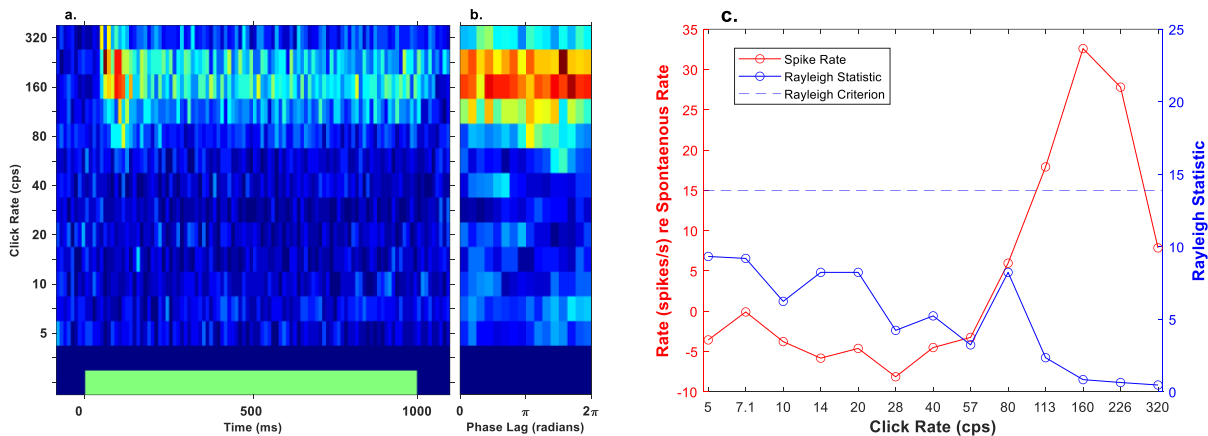 a.
320
160
80
40
20
10
5
Click Rate (cps)
0
500
1000
Time (ms)
b.
0
π
2π
Phase Lag (radians)
c.
Spike Rate
Rayleigh Statistic
Rayleigh Criterion
35
30
25
20
15
10
5
0
-5
-10
Rate (spikes/s) re Spontaenous Rate
25
20
15
10
5
0
Rayleigh Statistic
5
7.1
10
14
20
28
40
57
80
113
160
226
320
Click Rate (cps)